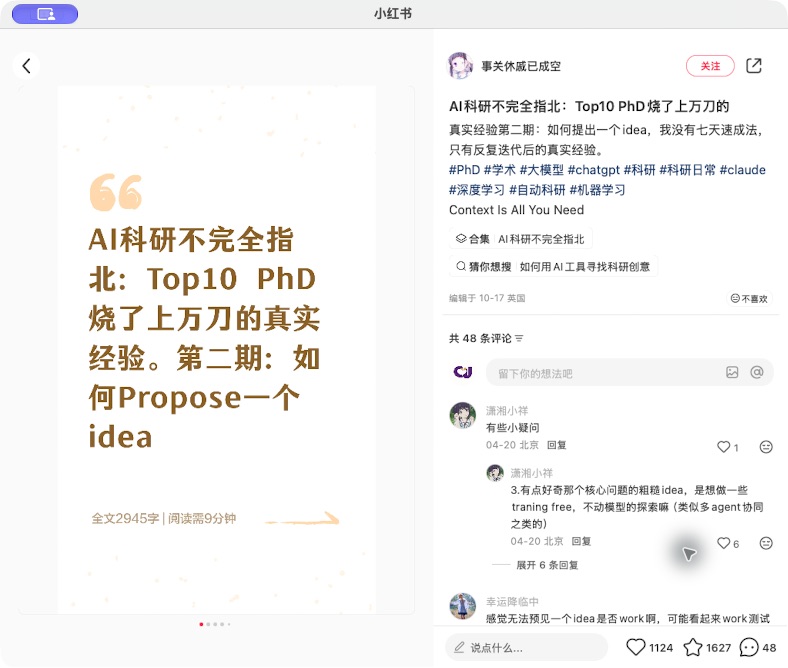 小红书
事关休戚已成空
关注
AI科研不完全指
北：Top10 PhD
烧了上万刀的真实
经验。第二期：如
何Propose一个
idea
全文2945字 | 阅读需9分钟
AI科研不完全指北：Top10 PhD烧了上万刀的
真实经验第二期：如何提出一个idea，我没有七天速成法，
只有反复迭代后的真实经验。
#PhD #学术 #大模型 #chatgpt #科研 #科研日常 #claude
#深度学习 #自动科研 #机器学习
Context Is All You Need
合集 AI科研不完全指北
猜你想搜 如何用AI工具寻找科研创意
编辑于 10-17 英国
不喜欢
共 48 条评论
CJ
留下你的想法吧
潇湘小祥
有些小疑问
04-20 北京 回复
1
潇湘小祥
3.有点好奇那个核心问题的粗糙idea，是想做一些
traning free，不动模型的探索嘛（类似多agent协同
之类的）
04-20 北京 回复
6
展开 6 条回复
幸运降临中
感觉无法预见一个idea是否work啊，可能看起来work测试
说点什么...
1124
1627
48